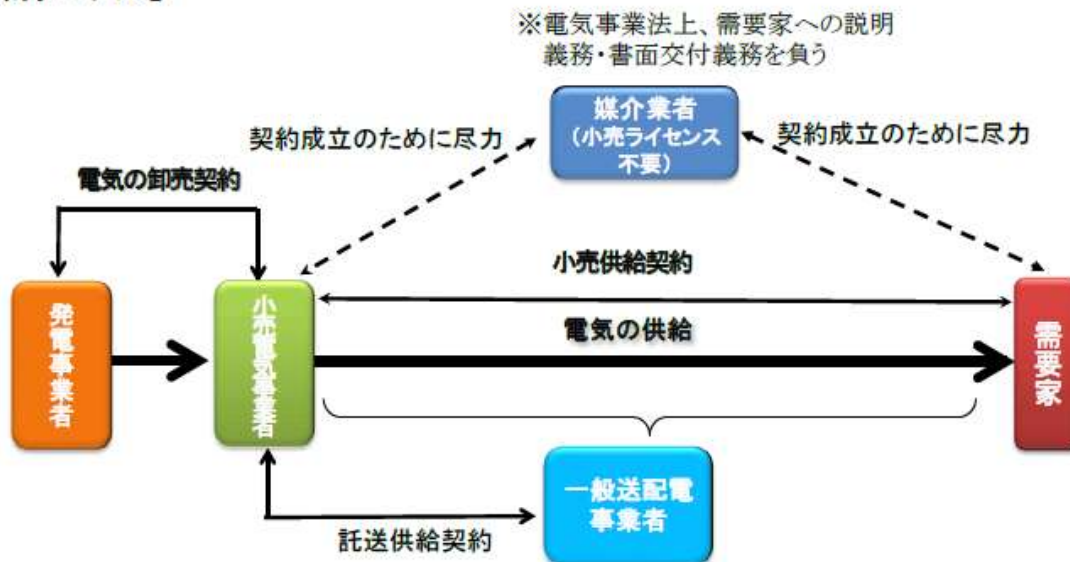 ※電気事業法上、需要家への説明
義務・書面交付義務を負う
媒介業者
（小売ライセンス
不要）
契約成立のために尽力
契約成立のために尽力
電気の卸売契約
小売供給契約
発電事業者
小売電気事業者
電気の供給
需要家
一般送配電
事業者
託送供給契約